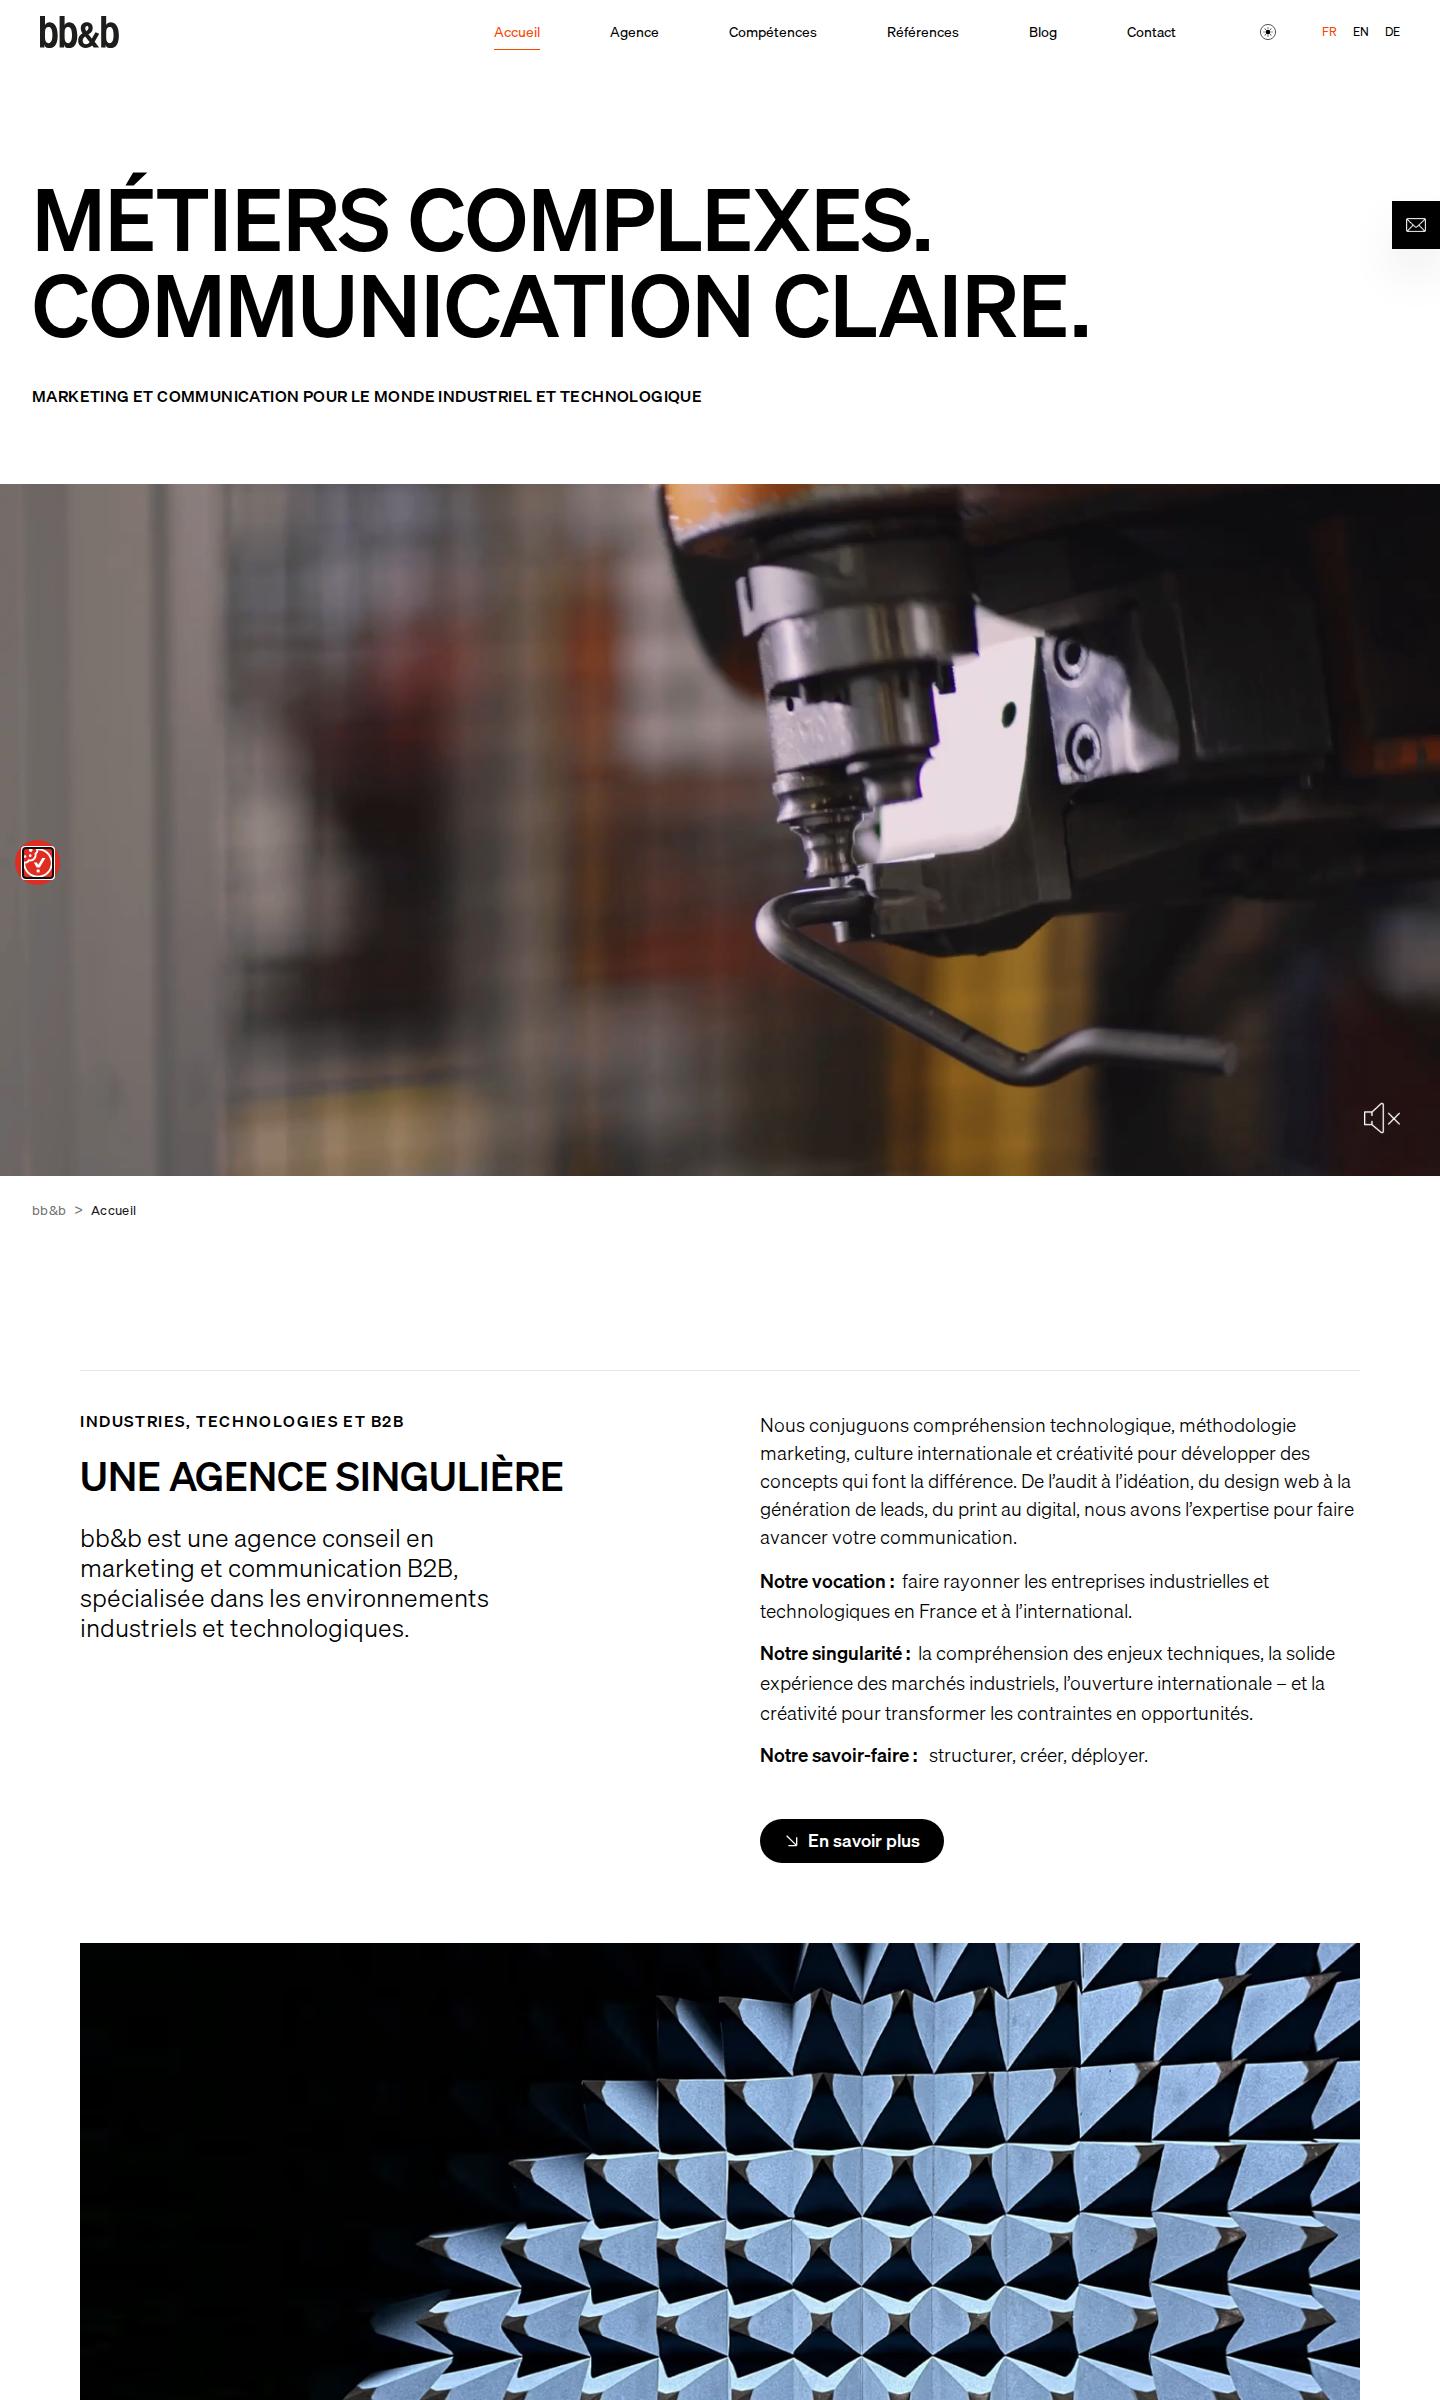 bb&b
Accueil
Agence
Compétences
Références
Blog
Contact
FR
EN
DE
MÉTIERS COMPLEXES.
COMMUNICATION CLAIRE.
MARKETING ET COMMUNICATION POUR LE MONDE INDUSTRIEL ET TECHNOLOGIQUE
bb&b > Accueil
INDUSTRIES, TECHNOLOGIES ET B2B
UNE AGENCE SINGULIÈRE
bb&b est une agence conseil en
marketing et communication B2B,
spécialisée dans les environnements
industriels et technologiques.
Nous conjuguons compréhension technologique, méthodologie
marketing, culture internationale et créativité pour développer des
concepts qui font la différence. De l’audit à l’idéation, du design web à la
génération de leads, du print au digital, nous avons l’expertise pour faire
avancer votre communication.
Notre vocation : faire rayonner les entreprises industrielles et
technologiques en France et à l’international.
Notre singularité : la compréhension des enjeux techniques, la solide
expérience des marchés industriels, l’ouverture internationale – et la
créativité pour transformer les contraintes en opportunités.
Notre savoir-faire : structurer, créer, déployer.
En savoir plus